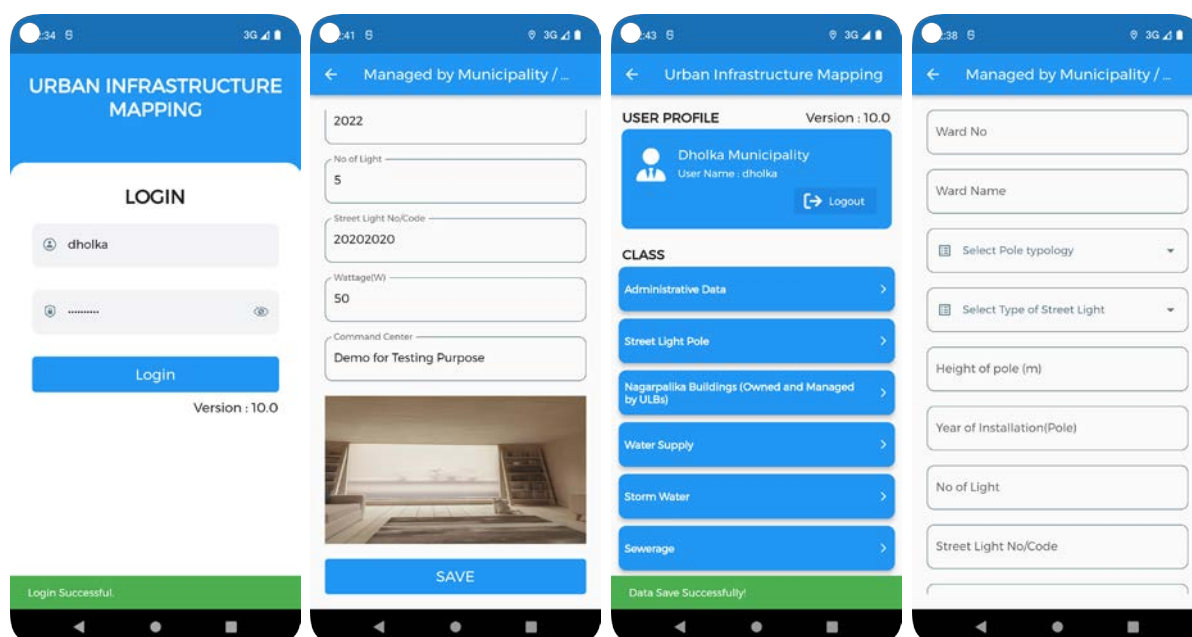 :34
3G
URBAN INFRASTRUCTURE
MAPPING
LOGIN
dholka
Login
Version : 10.0
Login Successful.
:41
3G
Managed by Municipality / ...
2022
No of Light
5
Street Light No/Code
20202020
Wattage(W)
50
Command Center
Demo for Testing Purpose
SAVE
:43
3G
Urban Infrastructure Mapping
USER PROFILE
Version : 10.0
Dholka Municipality
User Name : dholka
Logout
CLASS
Administrative Data
Street Light Pole
Nagarpalika Buildings (Owned and Managed
by ULBs)
Water Supply
Storm Water
Sewerage
Data Save Successfully!
:38
3G
Managed by Municipality / ...
Ward No
Ward Name
Select Pole typology
Select Type of Street Light
Height of pole (m)
Year of Installation(Pole)
No of Light
Street Light No/Code